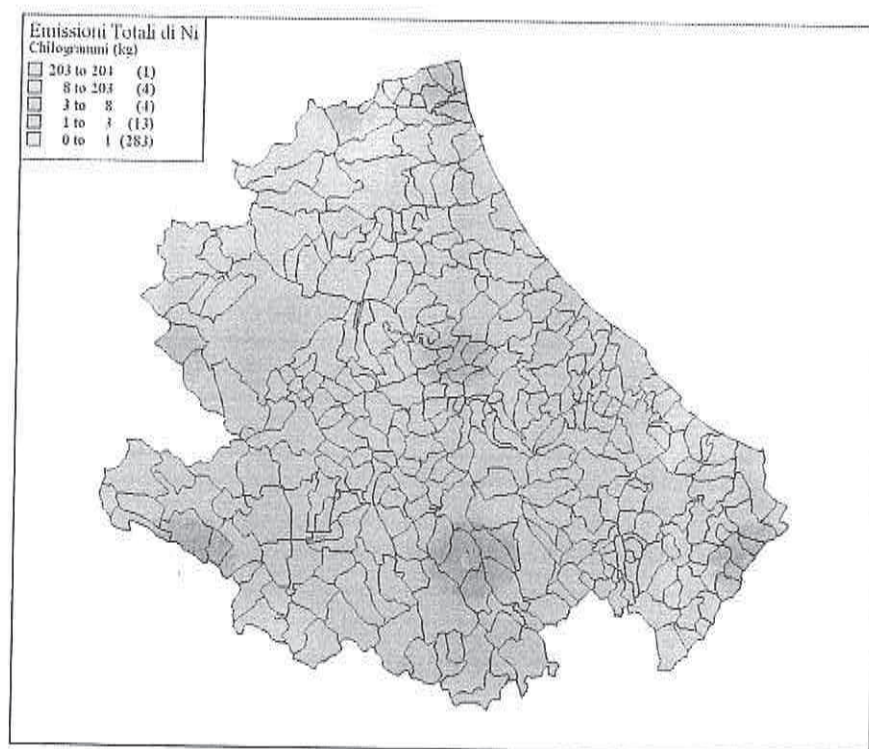 Emissioni Totali di Ni
Chilogrammi (kg)
203 to 204 (1)
8 to 203 (4)
3 to 8 (4)
1 to 3 (13)
0 to 1 (283)